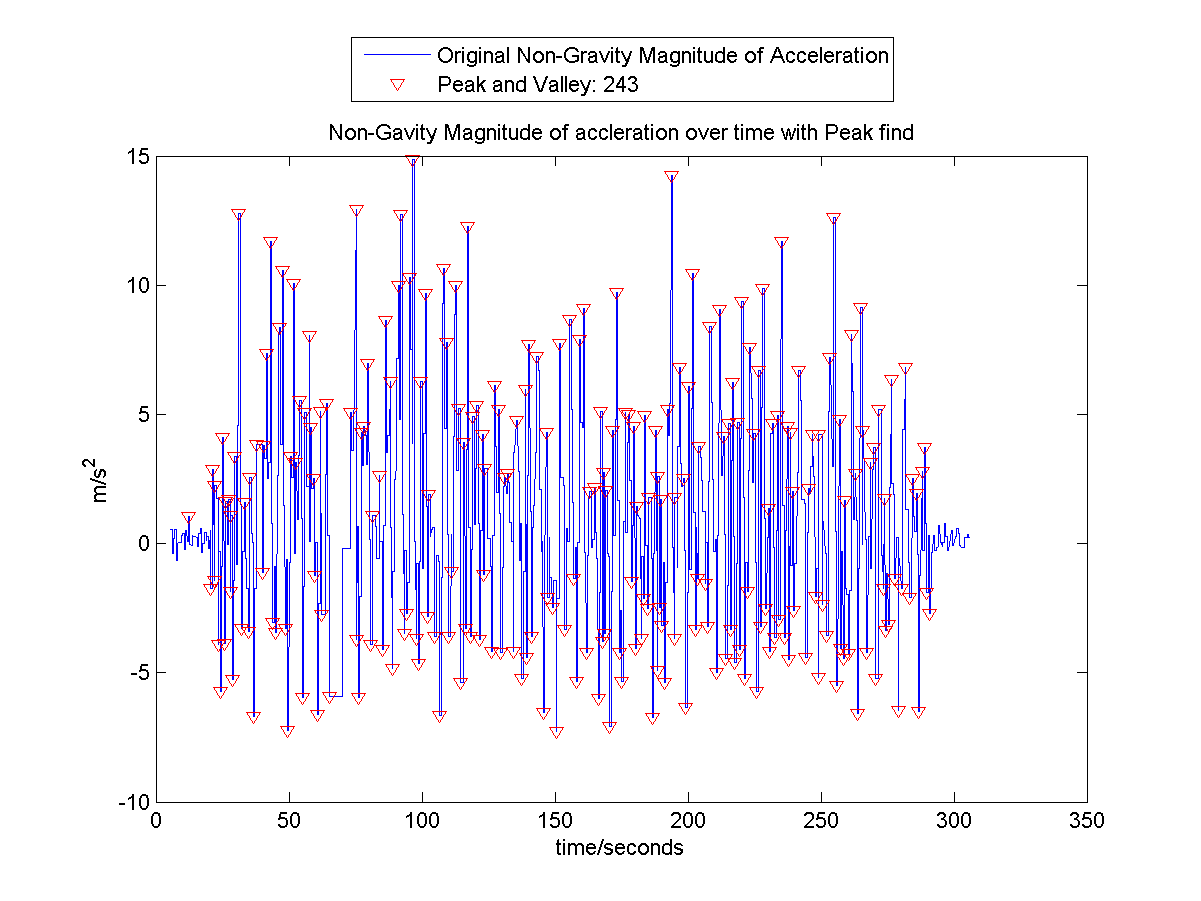 Original Non-Gravity Magnitude of Acceleration
Peak and Valley: 243
Non-Gavity Magnitude of accleration over time with Peak find
15
10
5
0
-5
-10
m/s²
0 50 100 150 200 250 300 350
time/seconds